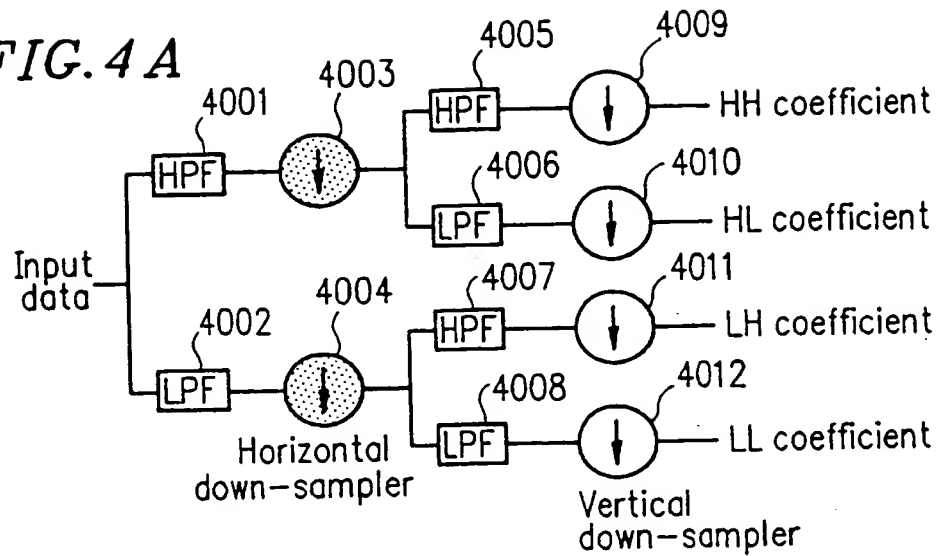 FIG. 4 A
4001
4003
4005
4009
HPF
HPF
HH coefficient
4006
4010
LPF
HL coefficient
Input
data
4002
4004
4007
4011
HPF
LH coefficient
LPF
4008
4012
LPF
LL coefficient
Horizontal
down-sampler
Vertical
down-sampler